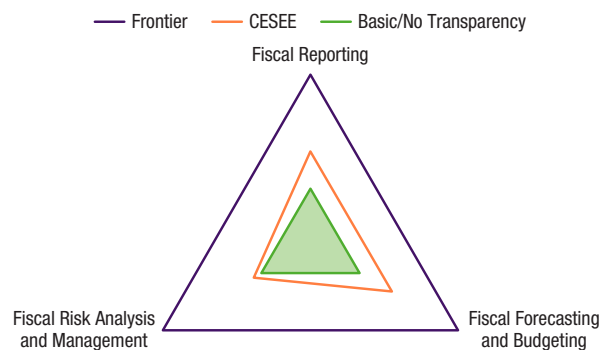 Frontier
CESEE
Basic/No Transparency
Fiscal Reporting
Fiscal Risk Analysis
and Management
Fiscal Forecasting
and Budgeting